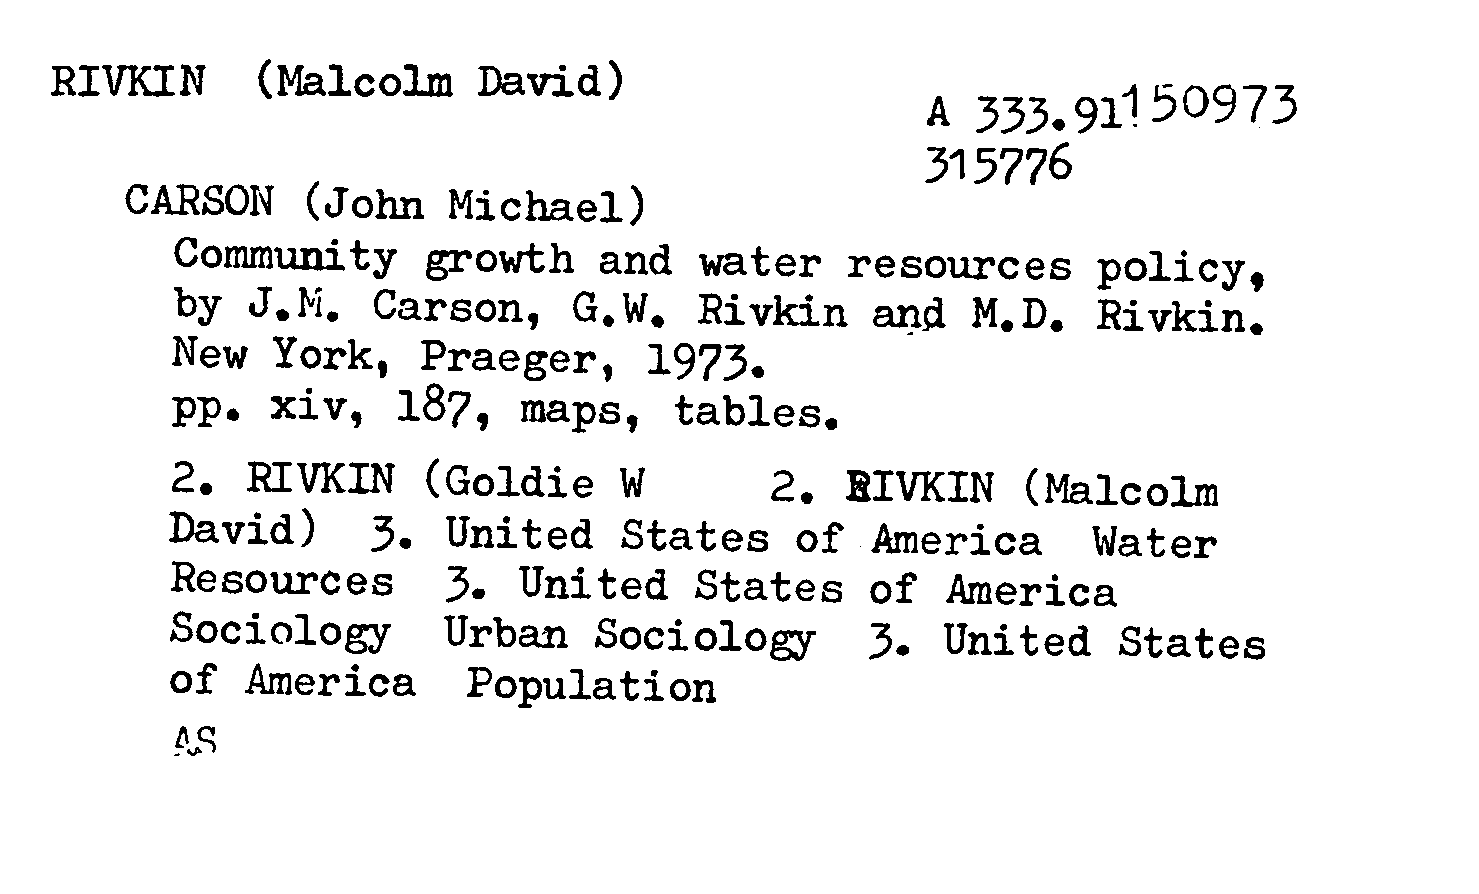 RIVKIN (Malcolm David)
A 333.91150973
315776
CARSON (John Michael)
Community growth and water resources policy,
by J.M. Carson, G.W. Rivkin and M.D. Rivkin.
New York, Praeger, 1973.
pp. xiv, 187, maps, tables.
2. RIVKIN (Goldie W 2. RIVKIN (Malcolm
David) 3. United States of America Water
Resources 3. United States of America
Sociology Urban Sociology 3. United States
of America Population
AS